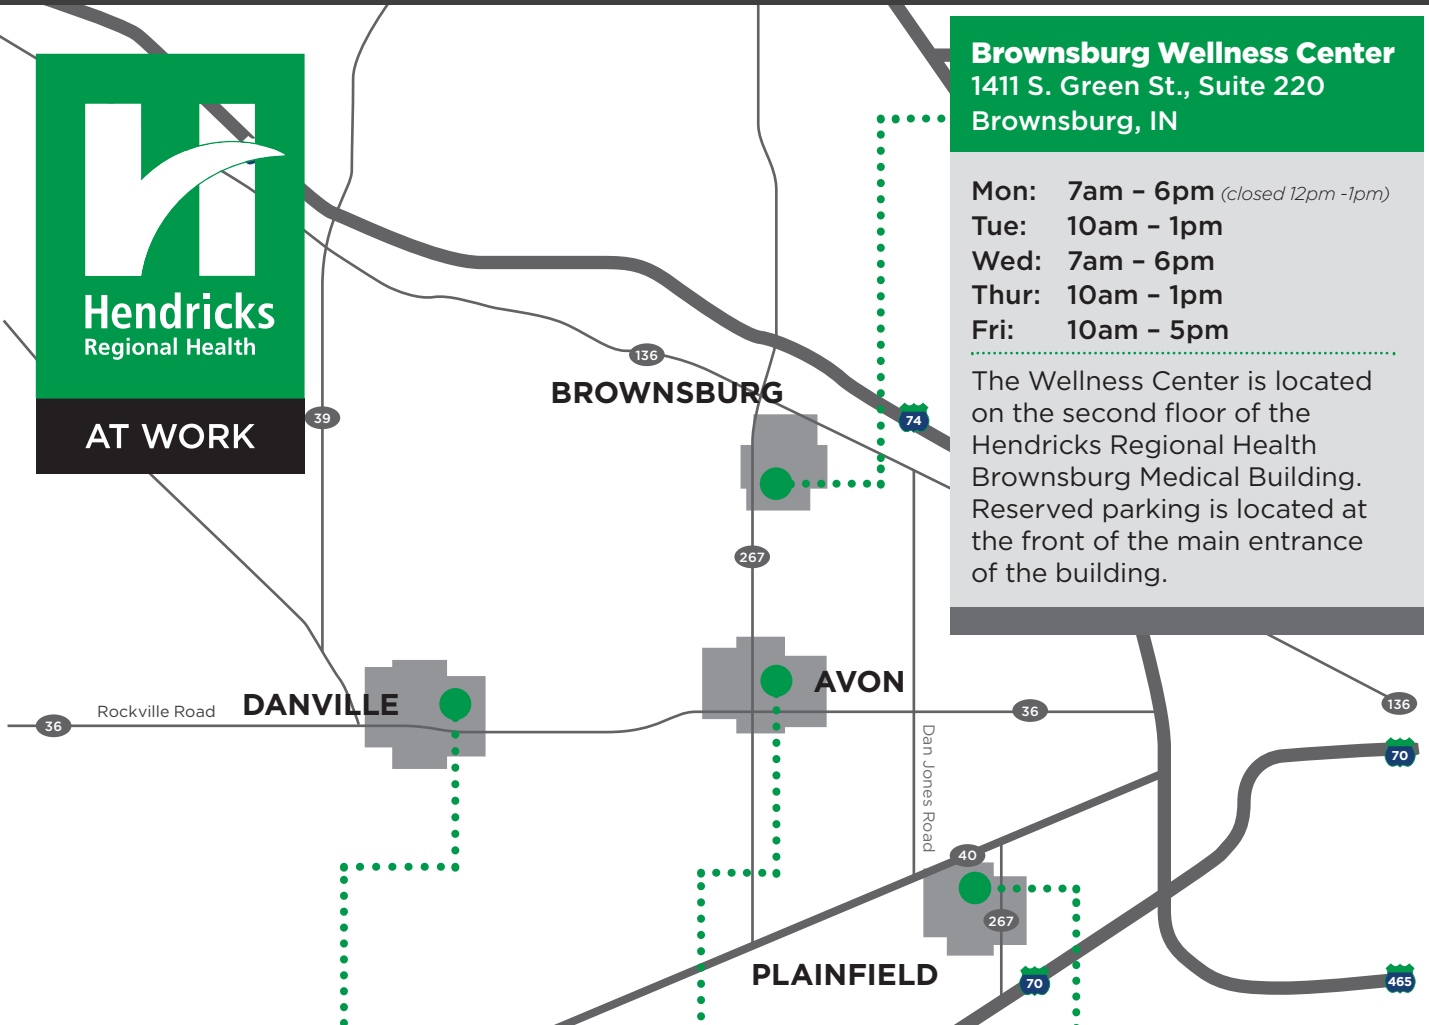 Hendricks
Regional Health
AT WORK
Brownsburg Wellness Center
1411 S. Green St., Suite 220
Brownsburg, IN
Mon: 7am – 6pm (closed 12pm -1pm)
Tue: 10am – 1pm
Wed: 7am – 6pm
Thur: 10am – 1pm
Fri: 10am – 5pm
The Wellness Center is located
on the second floor of the
Hendricks Regional Health
Brownsburg Medical Building.
Reserved parking is located at
the front of the main entrance
of the building.
136
BROWNSBURG
39
74
267
DANVILLE
AVON
Rockville Road
36
36
136
Dan Jones Road
70
40
267
PLAINFIELD
70
465